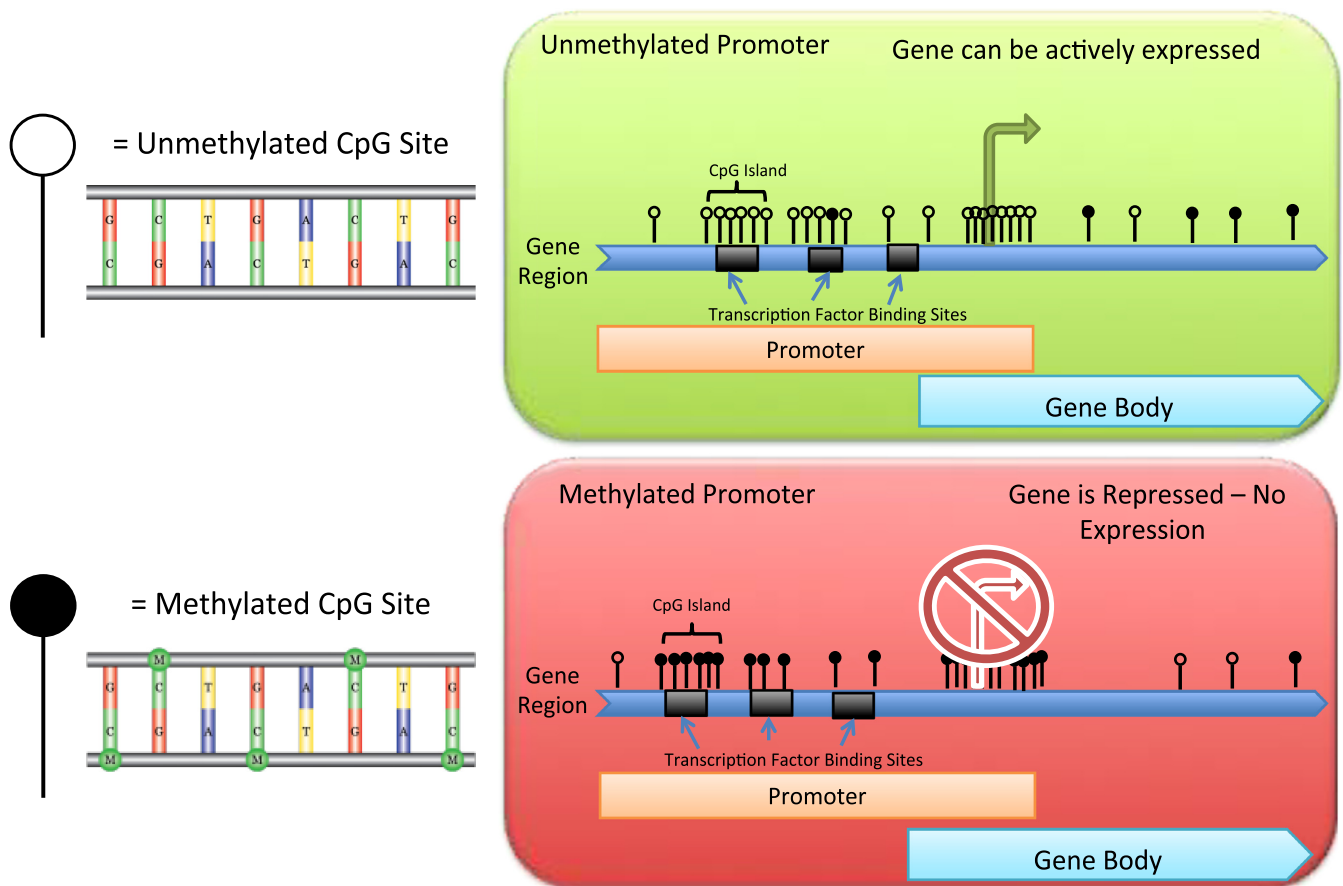 = Unmethylated CpG Site
G C T G A C T G
C G A C T G A C
Unmethylated Promoter
Gene can be actively expressed
CpG Island
Gene
Region
Transcription Factor Binding Sites
Promoter
Gene Body
= Methylated CpG Site
M M
G C T G A C T G
C G A C T G A C
M M M
Methylated Promoter
Gene is Repressed – No
Expression
CpG Island
Gene
Region
Transcription Factor Binding Sites
Promoter
Gene Body